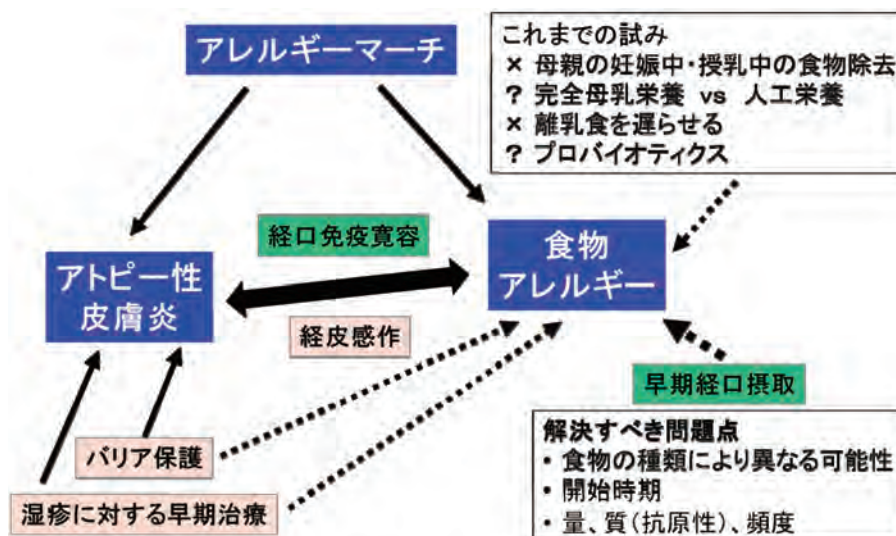 アレルギーマーチ
これまでの試み
× 母親の妊娠中・授乳中の食物除去
? 完全母乳栄養 vs 人工栄養
× 離乳食を遅らせる
? プロバイオティクス
経口免疫寛容
食物
アレルギー
アトピー性
皮膚炎
経皮感作
早期経口摂取
バリア保護
湿疹に対する早期治療
解決すべき問題点
・ 食物の種類により異なる可能性
・ 開始時期
・ 量、質(抗原性)、頻度